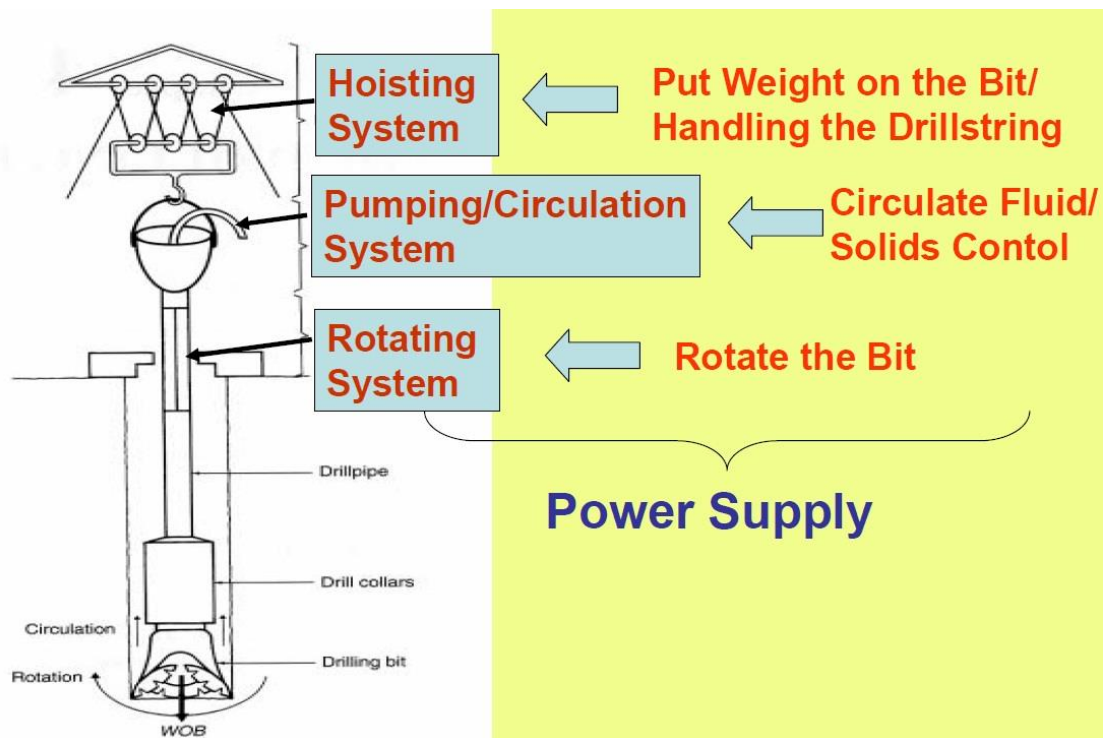 Hoisting
System
Put Weight on the Bit/
Handling the Drillstring
Pumping/Circulation
System
Circulate Fluid/
Solids Contol
Rotating
System
Rotate the Bit
Power Supply
Drillpipe
Drill collars
Circulation
Drilling bit
Rotation
WOB